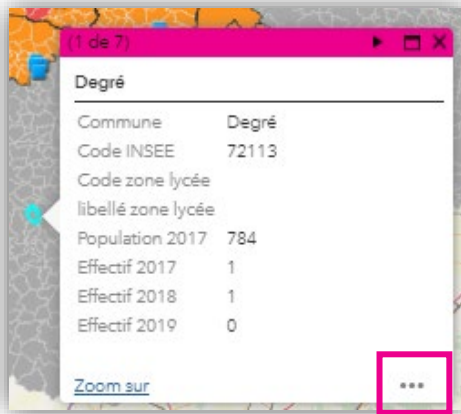 (1 de 7)
Degré
Commune Degré
Code INSEE 72113
Code zone lycée
libellé zone lycée
Population 2017 784
Effectif 2017 1
Effectif 2018 1
Effectif 2019 0
Zoom sur